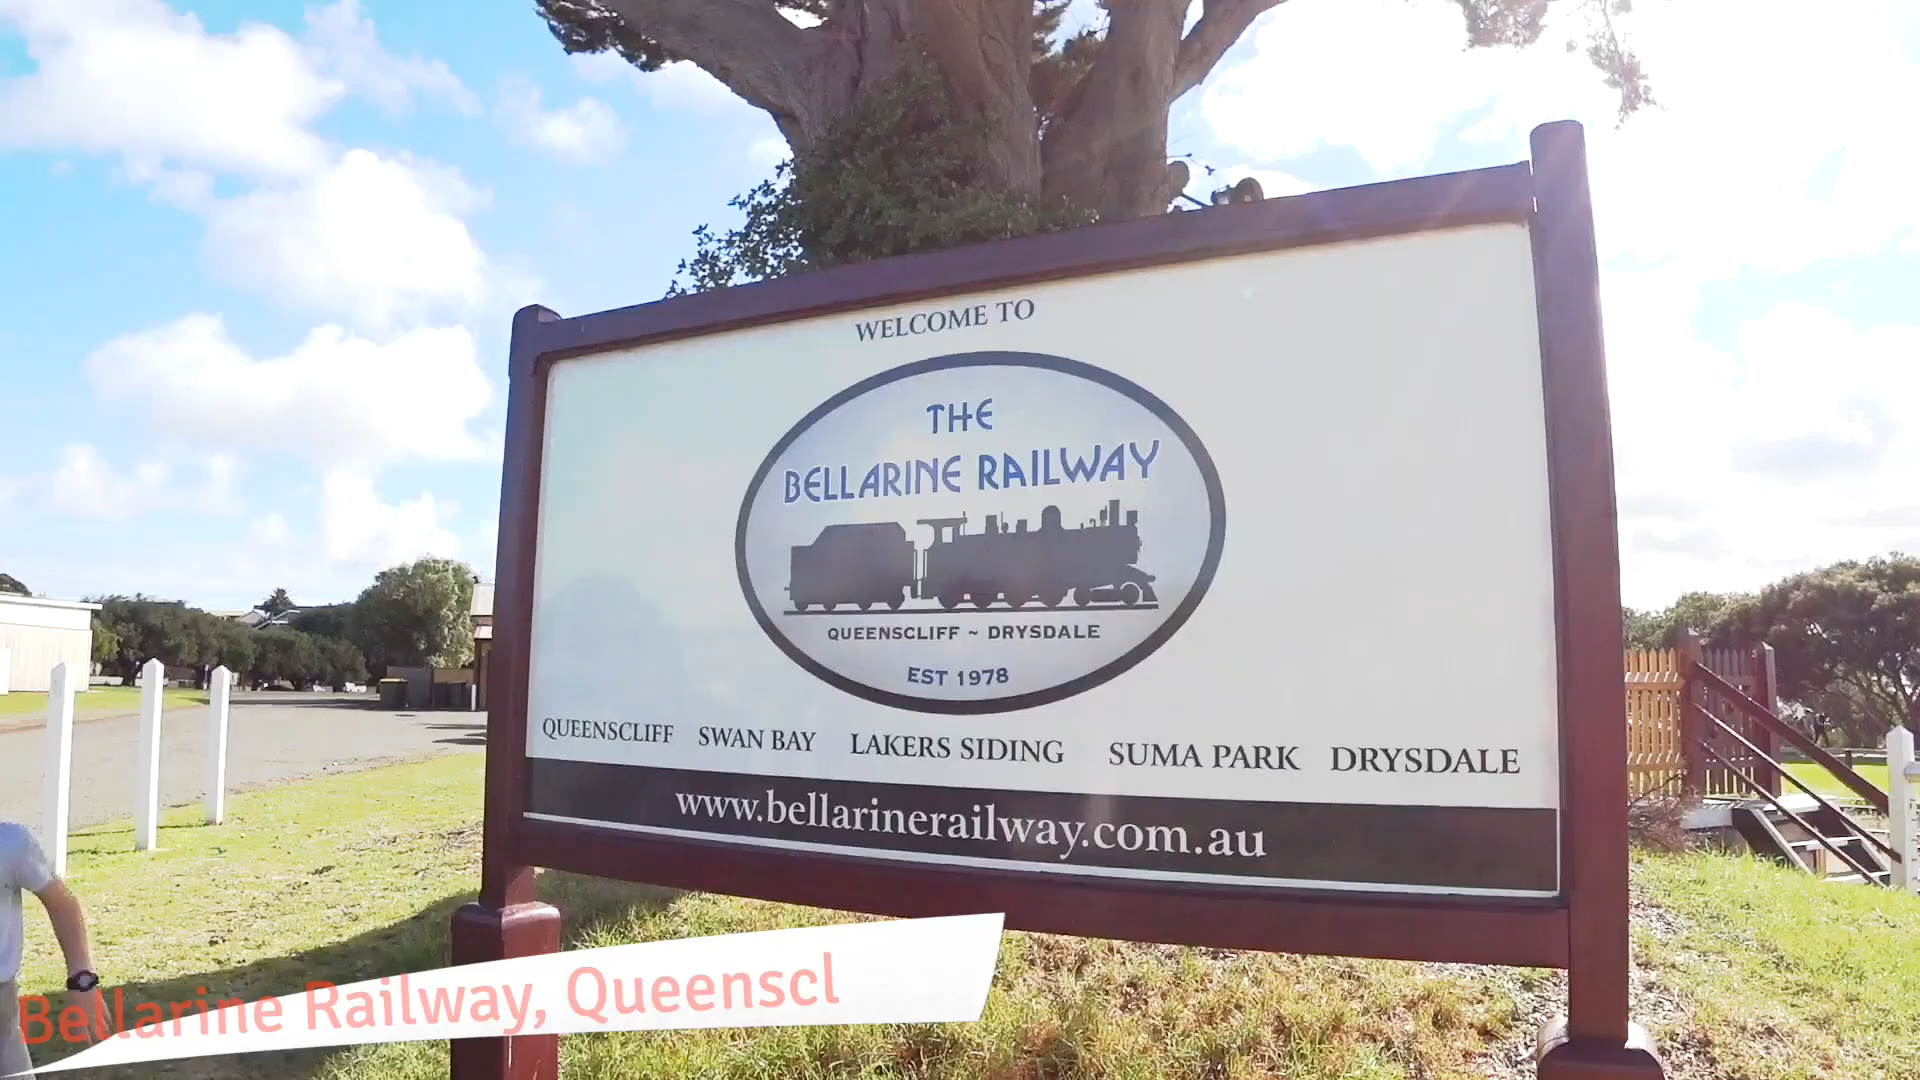 WELCOME TO
THE
BELLARINE RAILWAY
QUEENSCLIFF ~ DRYSDALE
EST 1978
QUEENSCLIFF SWAN BAY LAKERS SIDING SUMA PARK DRYSDALE
www.bellarinerailway.com.au
Bellarine Railway, Queenscl